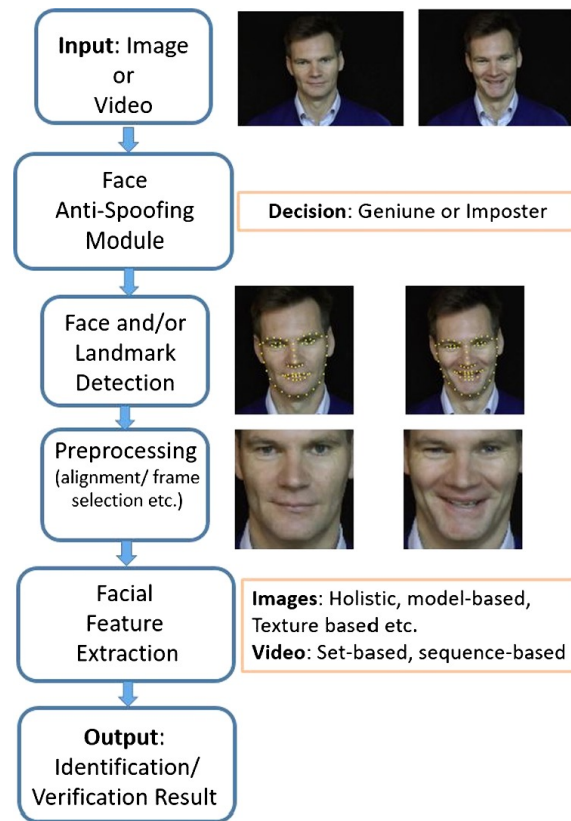 Input: Image
or
Video
Face
Anti-Spoofing
Module
Decision: Geniune or Imposter
Face and/or
Landmark
Detection
Preprocessing
(alignment/ frame
selection etc.)
Facial
Feature
Extraction
Images: Holistic, model-based,
Texture based etc.
Video: Set-based, sequence-based
Output:
Identification/
Verification Result